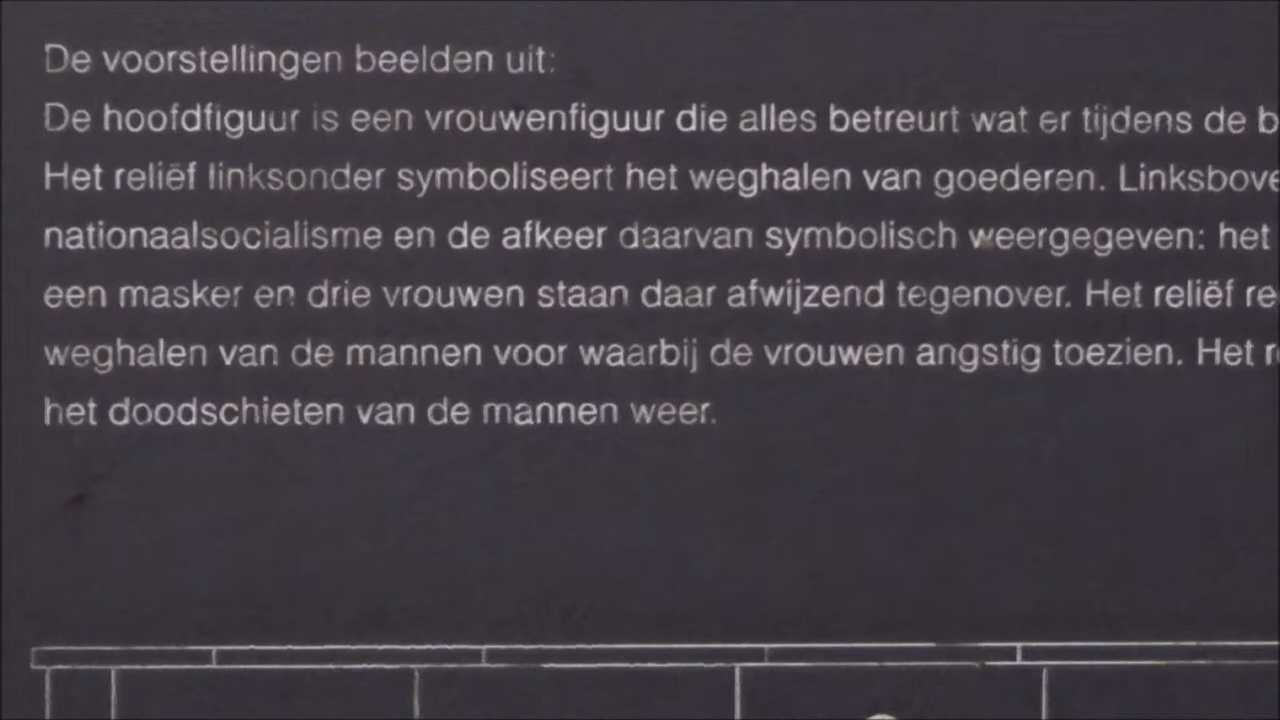 De voorstellingen beelden uit:
De hoofdfiguur is een vrouwenfiguur die alles betreurt wat er tijdens de b
Het reliëf linksonder symboliseert het weghalen van goederen. Linksbove
nationaalsocialisme en de afkeer daarvan symbolisch weergegeven: het
een masker en drie vrouwen staan daar afwijzend tegenover. Het reliëf re
weghalen van de mannen voor waarbij de vrouwen angstig toezien. Het r
het doodschieten van de mannen weer.